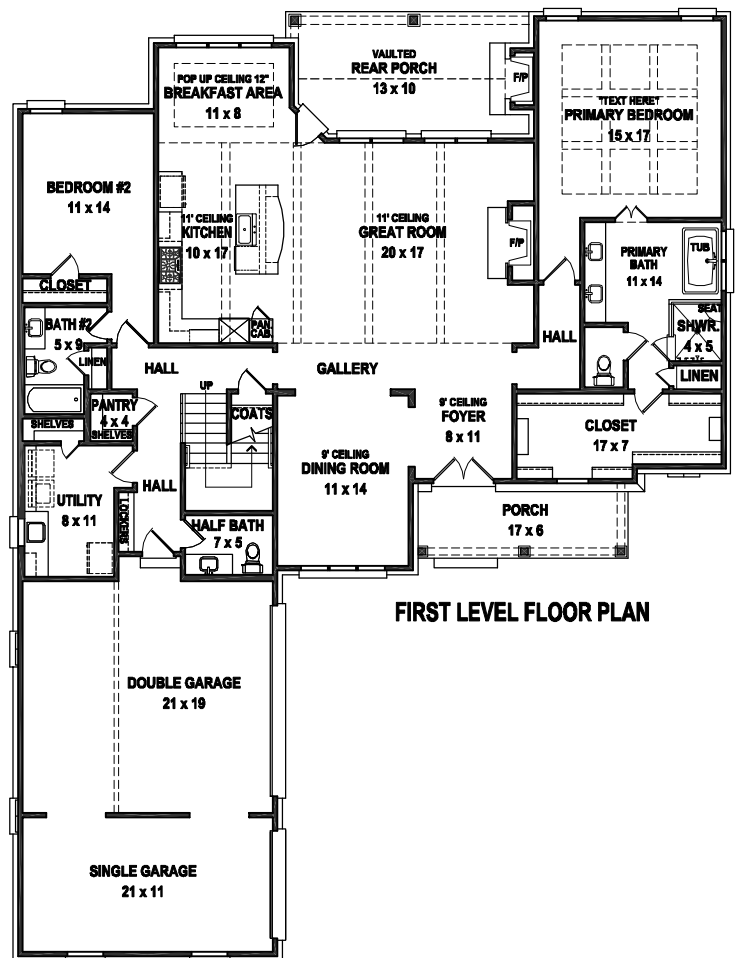 VAULTED
REAR PORCH
13 x 10
F/P
POP UP CEILING 12"
BREAKFAST AREA
11 x 8
"TEXT HERE"
PRIMARY BEDROOM
15 x 17
BEDROOM #2
11 x 14
11' CEILING
KITCHEN
10 x 17
11' CEILING
GREAT ROOM
20 x 17
F/P
PRIMARY
BATH
11 x 14
TUB
CLOSET
SEAT
SHWR.
4 x 5
BATH #2
5 x 9
LINEN
PAN.
CAB.
HALL
HALL
GALLERY
LINEN
UP
PANTRY
4 x 4
SHELVES
COATS
9' CEILING
FOYER
8 x 11
CLOSET
17 x 7
SHELVES
9' CEILING
DINING ROOM
11 x 14
HALL
UTILITY
8 x 11
LOCKERS
HALF BATH
7 x 5
PORCH
17 x 6
FIRST LEVEL FLOOR PLAN
DOUBLE GARAGE
21 x 19
SINGLE GARAGE
21 x 11